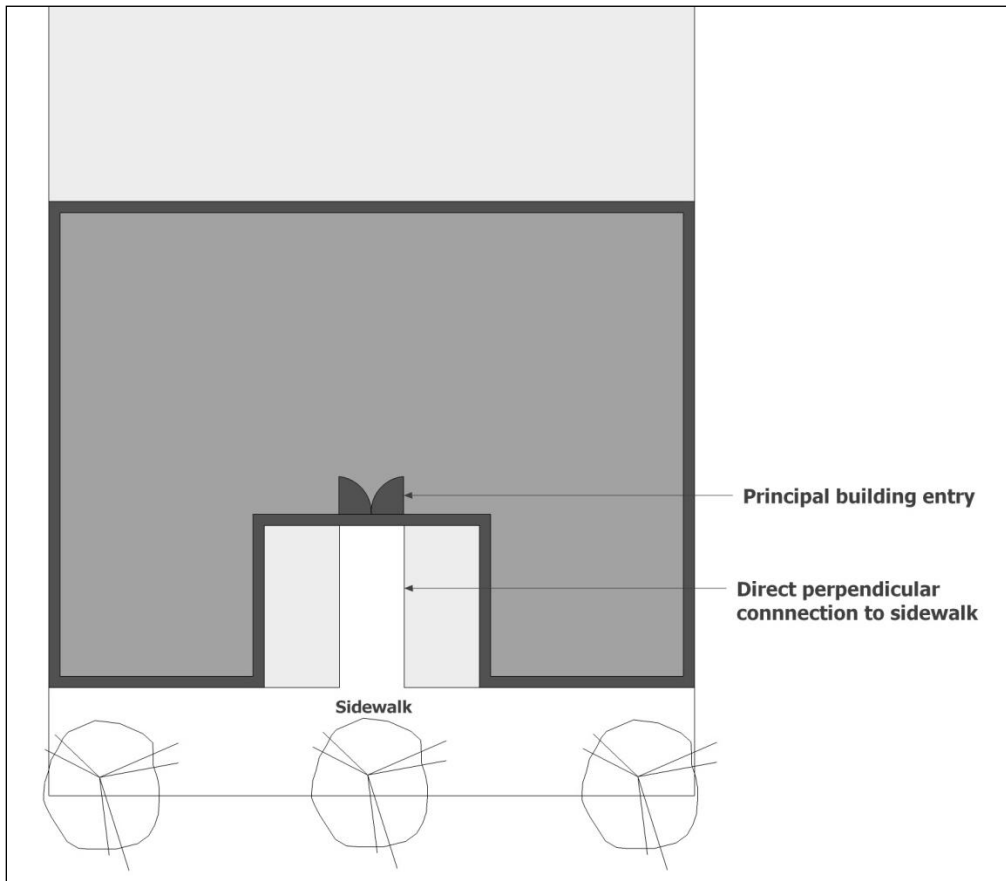 Principal building entry
Direct perpendicular
connnection to sidewalk
Sidewalk